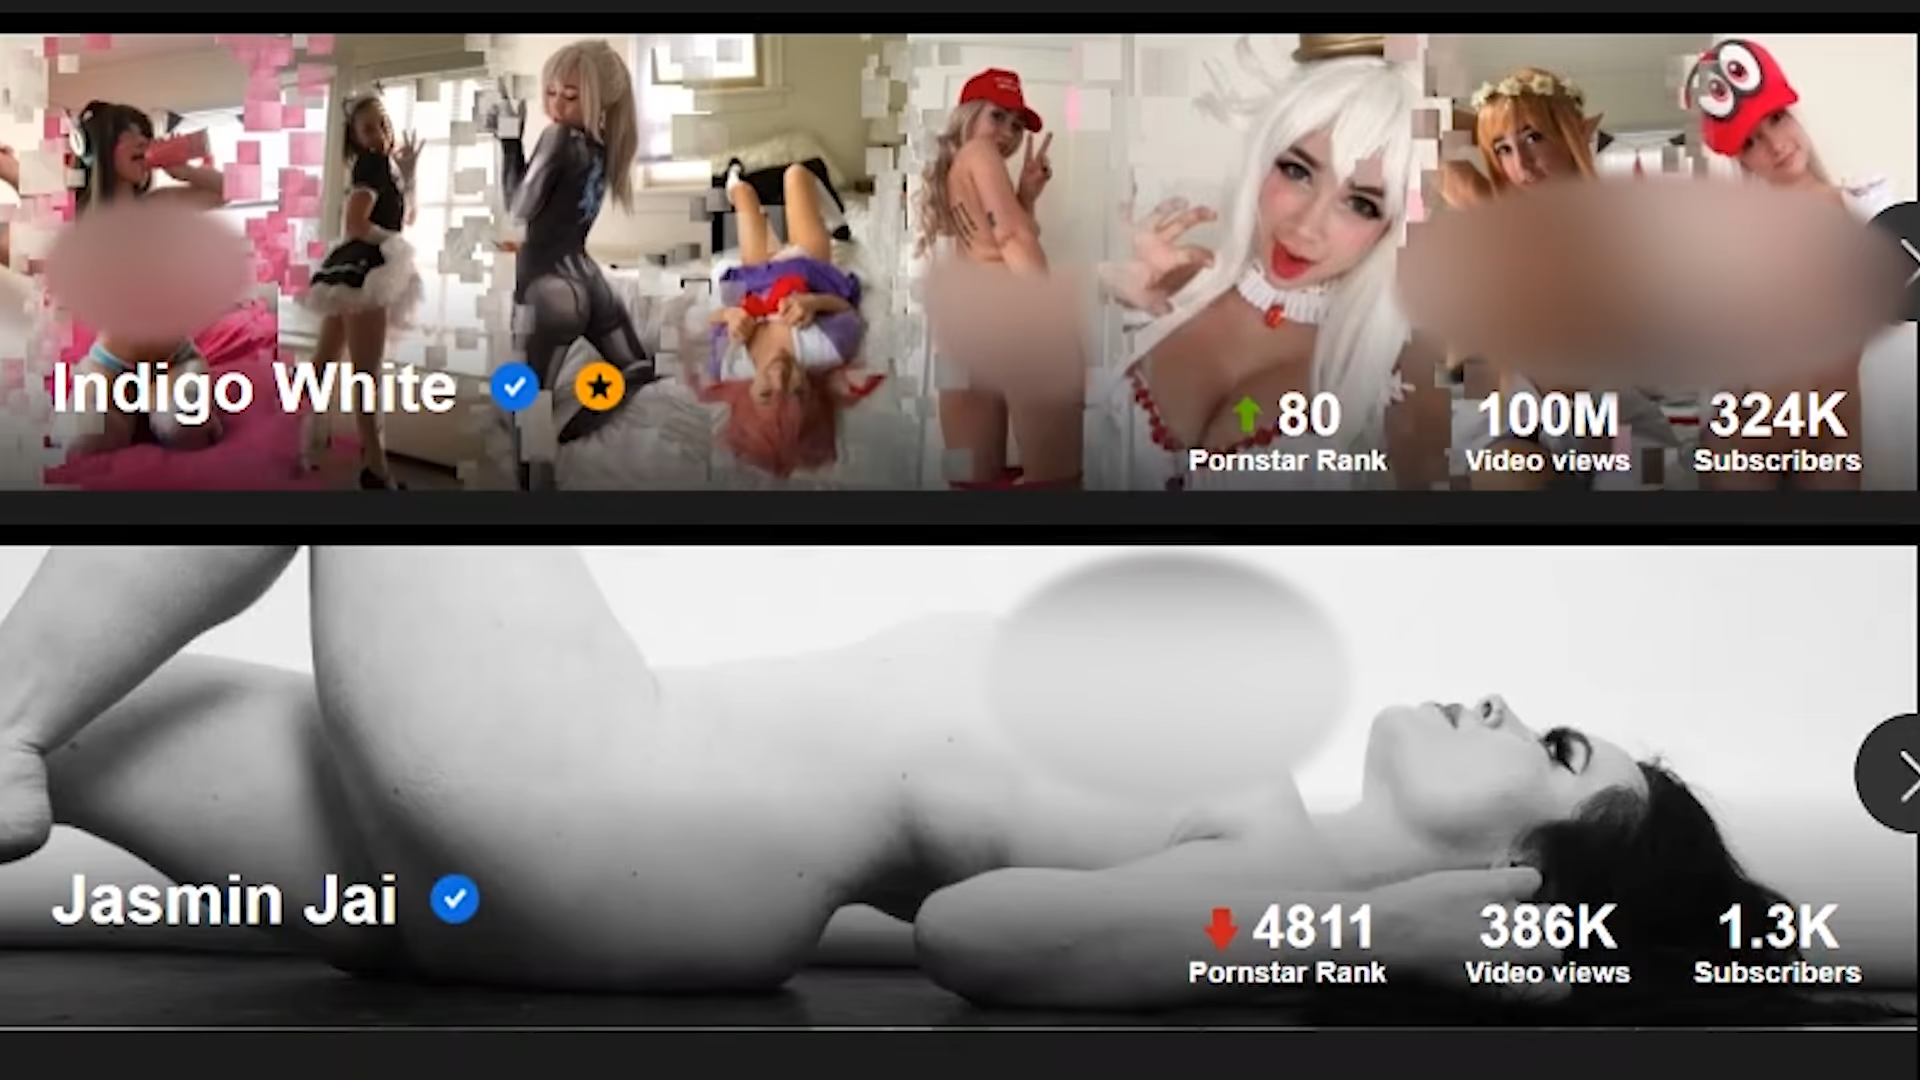 Indigo White
80 100M 324K
Pornstar Rank Video views Subscribers
Jasmin Jai
4811 386K 1.3K
Pornstar Rank Video views Subscribers